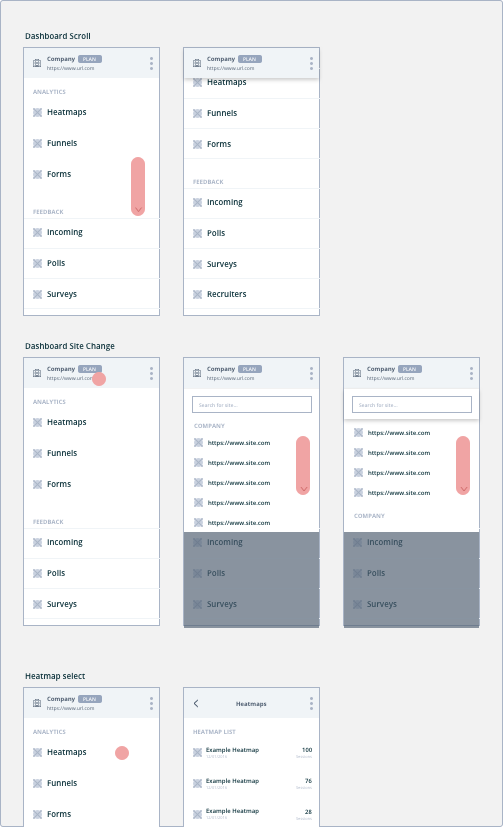 Dashboard Scroll
Company PLAN
https://www.url.com
ANALYTICS
Heatmaps
Funnels
Forms
FEEDBACK
Incoming
Polls
Surveys
Company PLAN
https://www.url.com
Heatmaps
Funnels
Forms
FEEDBACK
Incoming
Polls
Surveys
Recruiters
Dashboard Site Change
Company PLAN
https://www.url.com
ANALYTICS
Heatmaps
Funnels
Forms
FEEDBACK
Incoming
Polls
Surveys
Company PLAN
https://www.url.com
Search for site...
COMPANY
https://www.site.com
https://www.site.com
https://www.site.com
https://www.site.com
https://www.site.com
Incoming
Polls
Surveys
Company PLAN
https://www.url.com
Search for site...
https://www.site.com
https://www.site.com
https://www.site.com
https://www.site.com
COMPANY
Incoming
Polls
Surveys
Heatmap select
Company PLAN
https://www.url.com
ANALYTICS
Heatmaps
Funnels
Forms
Heatmaps
HEATMAP LIST
Example Heatmap 100
Example Heatmap 76
Example Heatmap 28